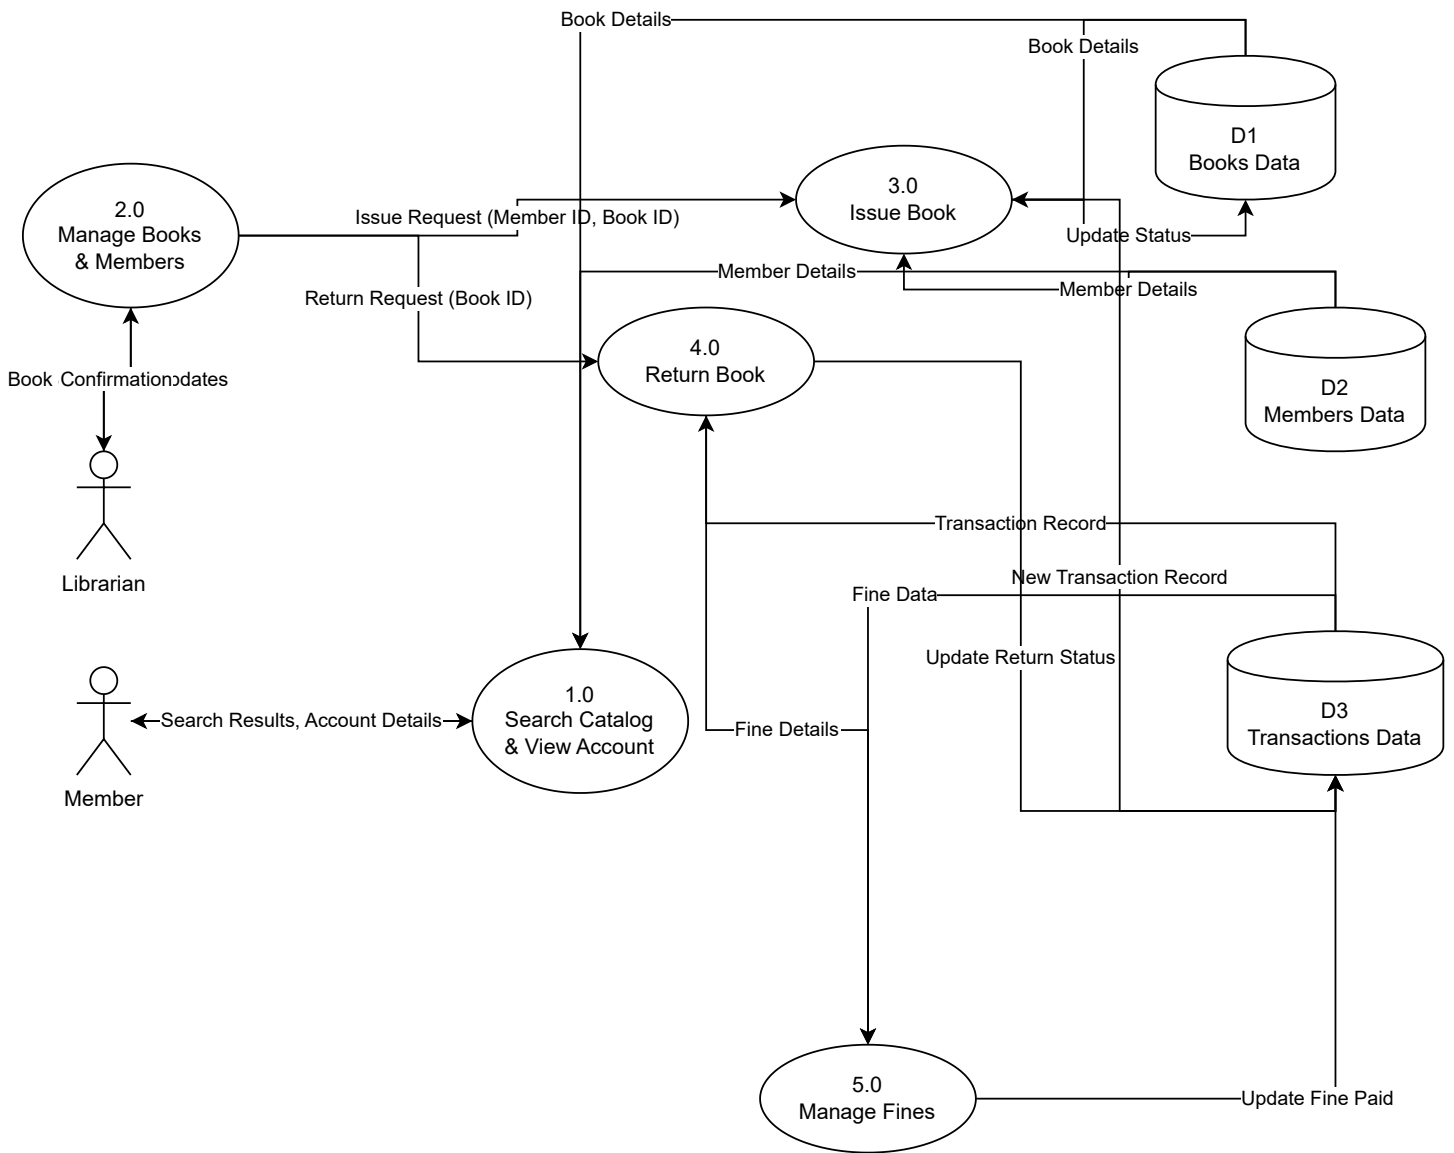 Book Details
Book Details
D1
Books Data
3.0
Issue Book
2.0
Manage Books
& Members
Issue Request (Member ID, Book ID)
Update Status
Member Details
Member Details
Return Request (Book ID)
4.0
Return Book
Book Confirmation
D2
Members Data
Transaction Record
Librarian
New Transaction Record
Fine Data
Update Return Status
1.0
Search Catalog
& View Account
Search Results, Account Details
Fine Details
D3
Transactions Data
Member
5.0
Manage Fines
Update Fine Paid